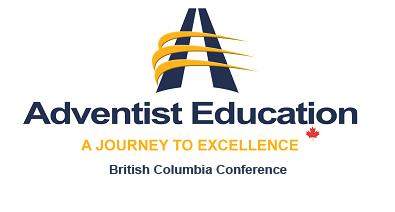 Adventist Education
A JOURNEY TO EXCELLENCE
British Columbia Conference